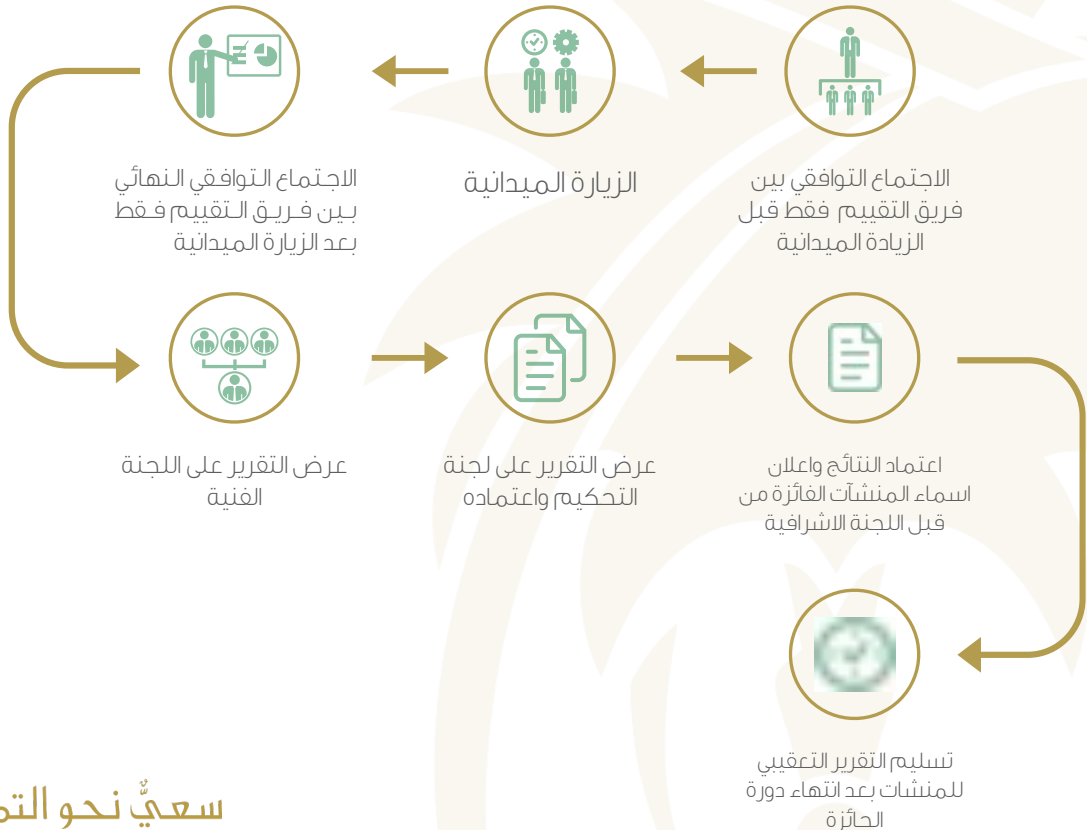 الاجتماع التوافقي بين
فريق التقييم فقط قبل
الزيادة الميدانية
الزيارة الميدانية
الاجتماع التوافقي النهائي
بين فريق التقييم فقط
بعد الزيارة الميدانية
عرض التقرير على اللجنة
الفنية
عرض التقرير على لجنة
التحكيم واعتماده
اعتماد النتائج واعلان
اسماء المنشآت الفائزة من
قبل اللجنة الاشرافية
تسليم التقرير التعقيبي
للمنشات بعد انتهاء دورة
الجائزة
سعيٌ نحو